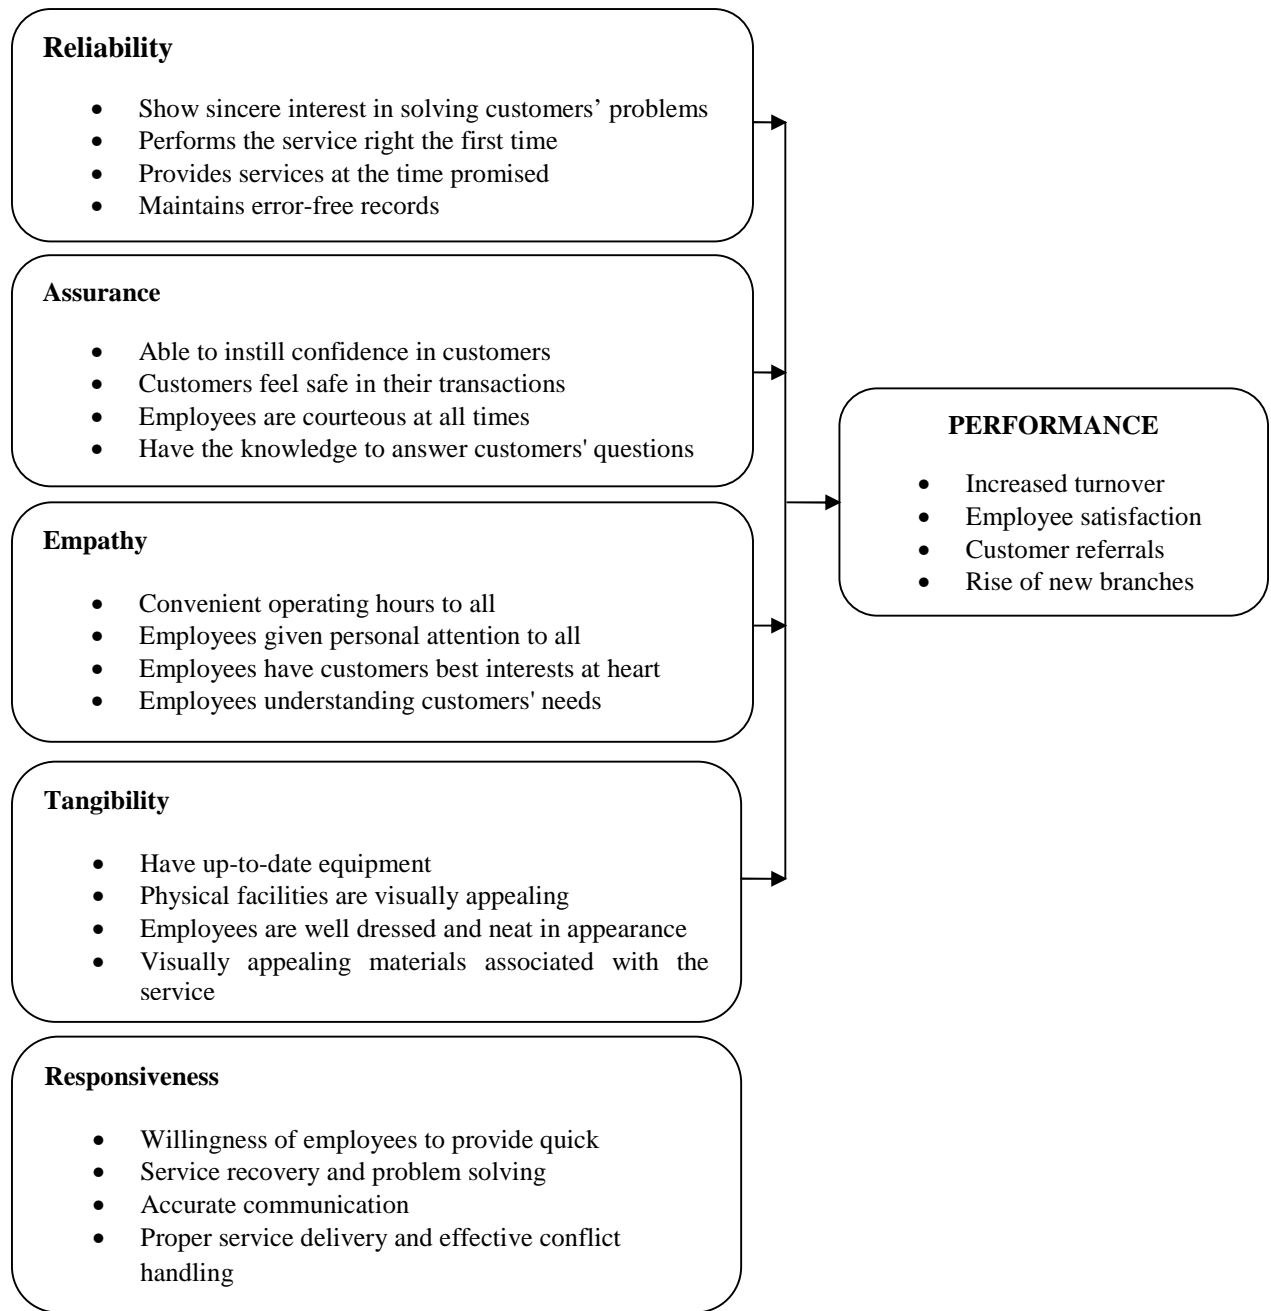 Reliability
• Show sincere interest in solving customers’ problems
• Performs the service right the first time
• Provides services at the time promised
• Maintains error-free records
Assurance
• Able to instill confidence in customers
• Customers feel safe in their transactions
• Employees are courteous at all times
• Have the knowledge to answer customers' questions
Empathy
• Convenient operating hours to all
• Employees given personal attention to all
• Employees have customers best interests at heart
• Employees understanding customers' needs
Tangibility
• Have up-to-date equipment
• Physical facilities are visually appealing
• Employees are well dressed and neat in appearance
• Visually appealing materials associated with the
service
Responsiveness
• Willingness of employees to provide quick
• Service recovery and problem solving
• Accurate communication
• Proper service delivery and effective conflict
handling
PERFORMANCE
• Increased turnover
• Employee satisfaction
• Customer referrals
• Rise of new branches